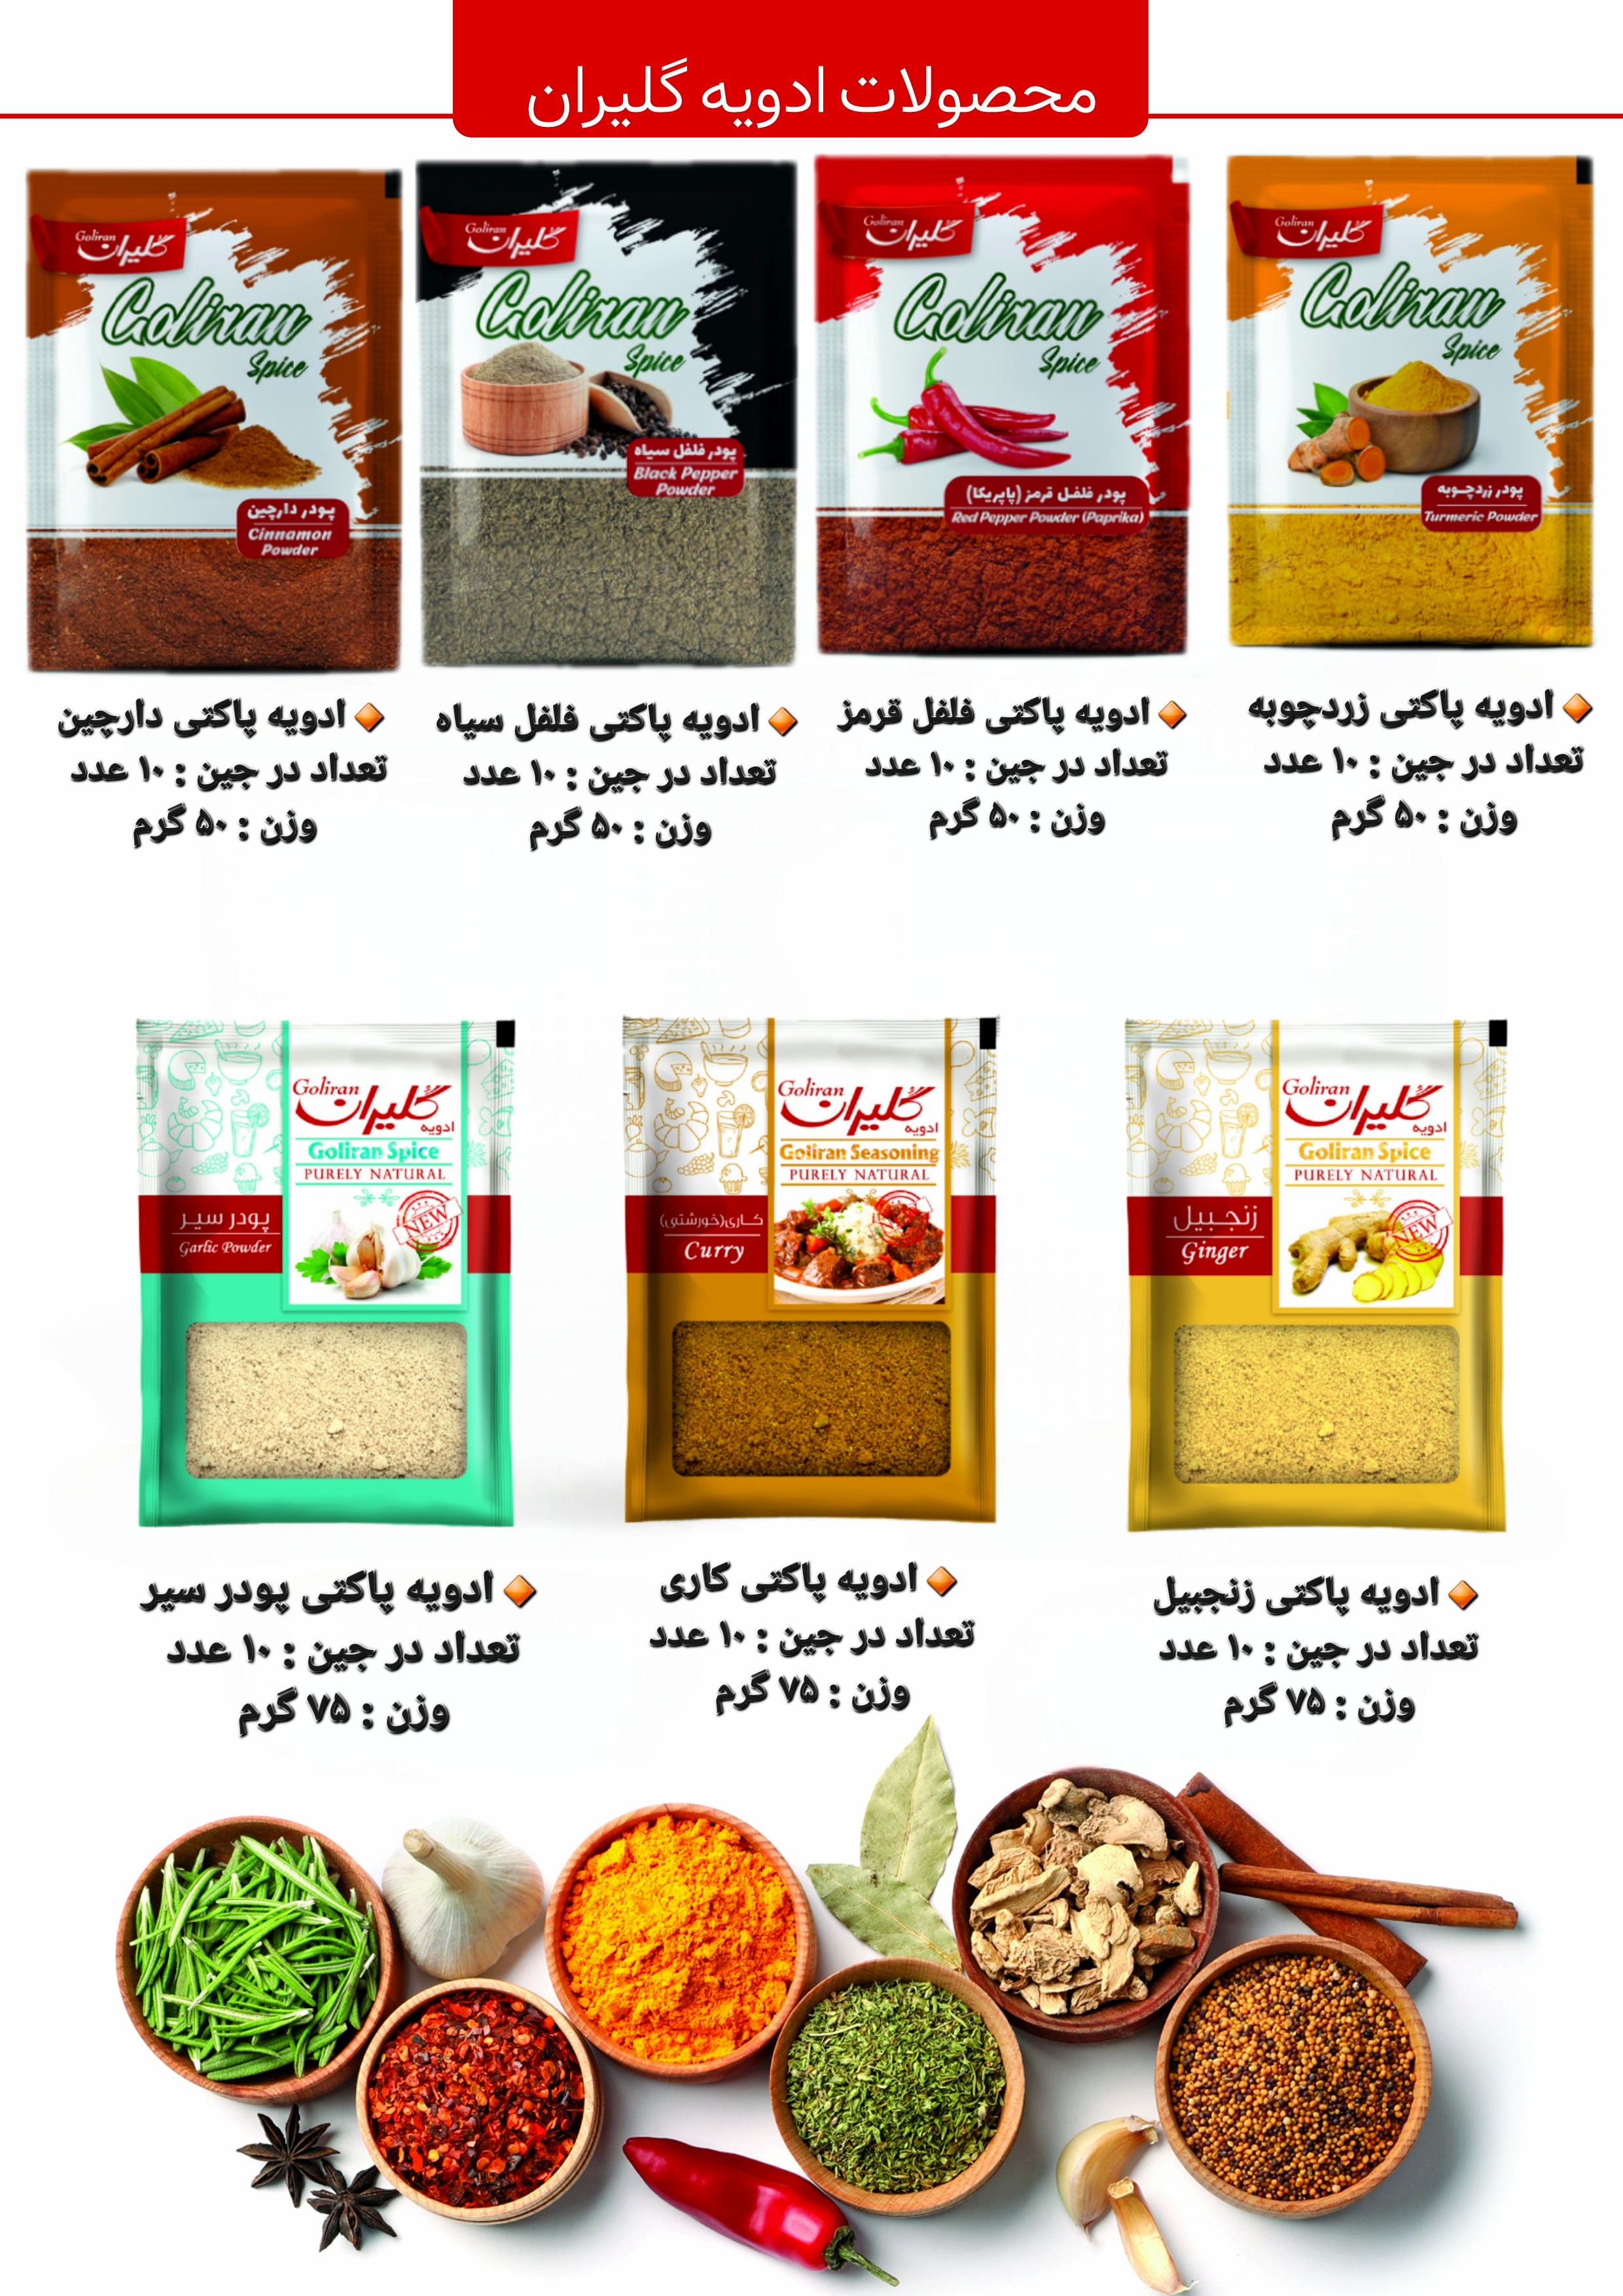 محصولات ادویه گلیران
Goliran
گلیران
Goliran
Spice
پودر زردچـوبه
Turmeric Powder
Goliran
گلیران
Goliran
Spice
پودر فلفـل قرمز (پاپریکا)
Red Pepper Powder (Paprika)
Goliran
گلیران
Goliran
Spice
پودر فلفل سیاه
Black Pepper
Powder
Goliran
گلیران
Goliran
Spice
پودر دارچین
Cinnamon
Powder
ادویه پاکتی زردچوبه
تعداد در جین : ۱۰ عدد
وزن : ۵۰ گرم
ادویه پاکتی فلفل قرمز
تعداد در جین : ۱۰ عدد
وزن : ۵۰ گرم
ادویه پاکتی فلفل سیاه
تعداد در جین : ۱۰ عدد
وزن : ۵۰ گرم
ادویه پاکتی دارچین
تعداد در جین : ۱۰ عدد
وزن : ۵۰ گرم
Goliran
گلیران
ادویه
Goliran Spice
PURELY NATURAL
NEW
زنجبیل
Ginger
Goliran
گلیران
ادویه
Goliran Seasoning
PURELY NATURAL
کاری(خورشتی)
Curry
Goliran
گلیران
ادویه
Goliran Spice
PURELY NATURAL
NEW
پودر سیر
Garlic Powder
ادویه پاکتی زنجبیل
تعداد در جین : ۱۰ عدد
وزن : ۷۵ گرم
ادویه پاکتی کاری
تعداد در جین : ۱۰ عدد
وزن : ۷۵ گرم
ادویه پاکتی پودر سیر
تعداد در جین : ۱۰ عدد
وزن : ۷۵ گرم